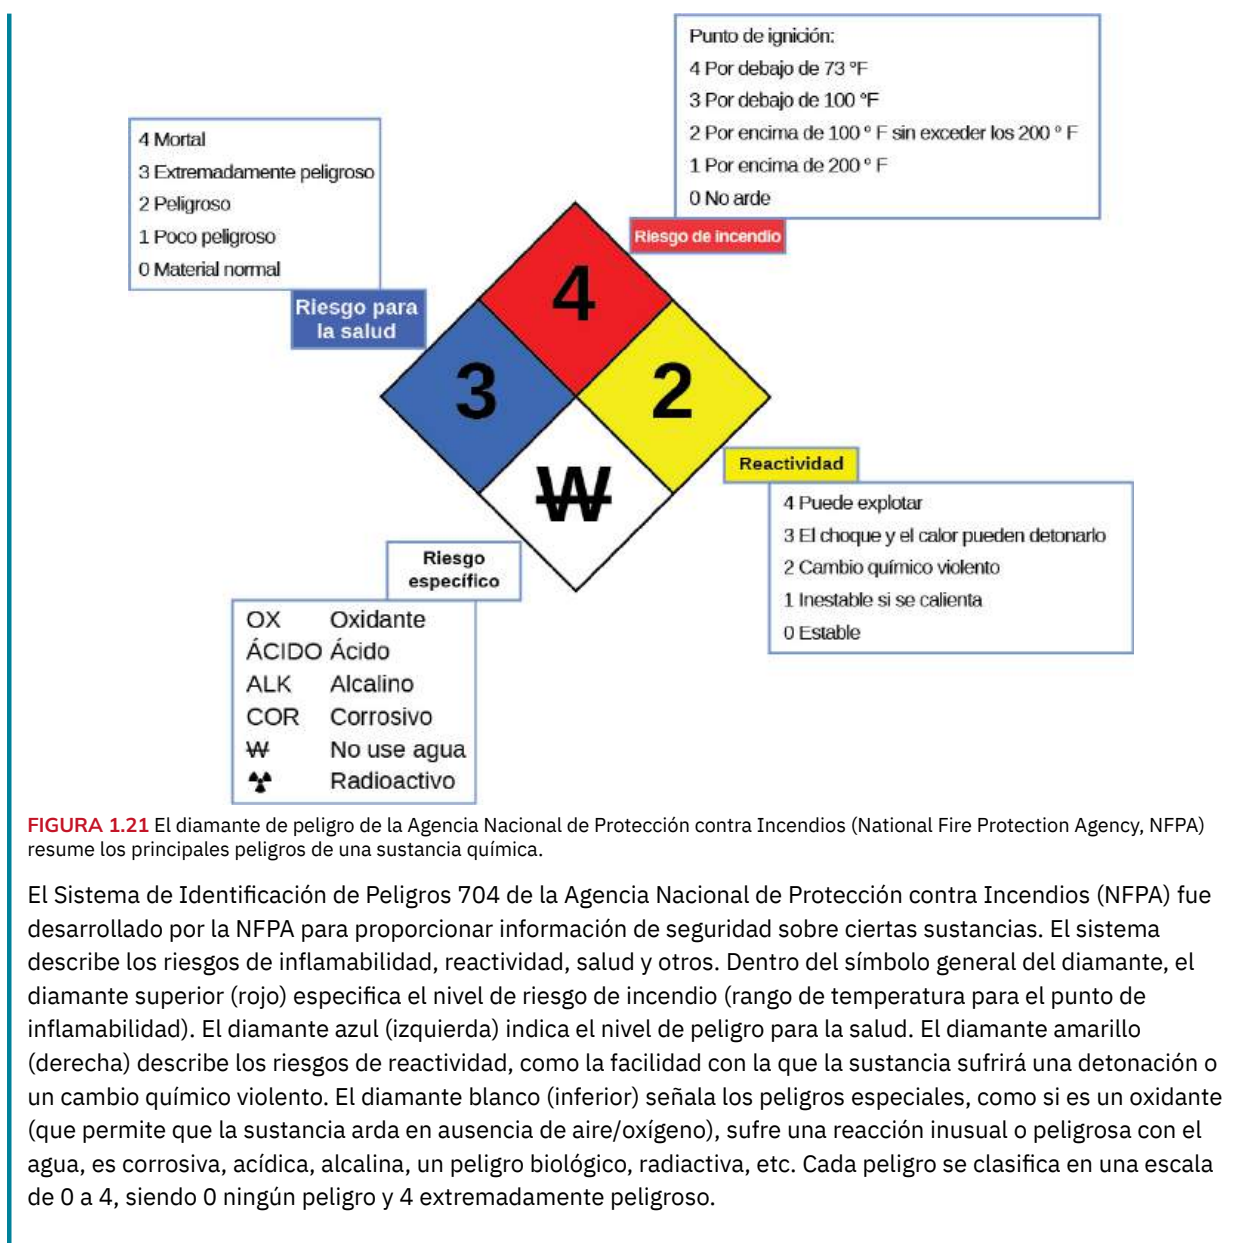 Punto de ignición:
4 Por debajo de 73 °F
3 Por debajo de 100 °F
2 Por encima de 100 ° F sin exceder los 200 ° F
1 Por encima de 200 ° F
0 No arde
Riesgo de incendio
4 Mortal
3 Extremadamente peligroso
2 Peligroso
1 Poco peligroso
0 Material normal
Riesgo para
la salud
4
3
2
W
Reactividad
4 Puede explotar
3 El choque y el calor pueden detonarlo
2 Cambio químico violento
1 Inestable si se calienta
0 Estable
Riesgo
específico
OX Oxidante
ÁCIDO Ácido
ALK Alcalino
COR Corrosivo
W No use agua
Radioactivo
FIGURA 1.21 El diamante de peligro de la Agencia Nacional de Protección contra Incendios (National Fire Protection Agency, NFPA)
resume los principales peligros de una sustancia química.
El Sistema de Identificación de Peligros 704 de la Agencia Nacional de Protección contra Incendios (NFPA) fue
desarrollado por la NFPA para proporcionar información de seguridad sobre ciertas sustancias. El sistema
describe los riesgos de inflamabilidad, reactividad, salud y otros. Dentro del símbolo general del diamante, el
diamante superior (rojo) especifica el nivel de riesgo de incendio (rango de temperatura para el punto de
inflamabilidad). El diamante azul (izquierda) indica el nivel de peligro para la salud. El diamante amarillo
(derecha) describe los riesgos de reactividad, como la facilidad con la que la sustancia sufrirá una detonación o
un cambio químico violento. El diamante blanco (inferior) señala los peligros especiales, como si es un oxidante
(que permite que la sustancia arda en ausencia de aire/oxígeno), sufre una reacción inusual o peligrosa con el
agua, es corrosiva, acídica, alcalina, un peligro biológico, radiactiva, etc. Cada peligro se clasifica en una escala
de 0 a 4, siendo 0 ningún peligro y 4 extremadamente peligroso.